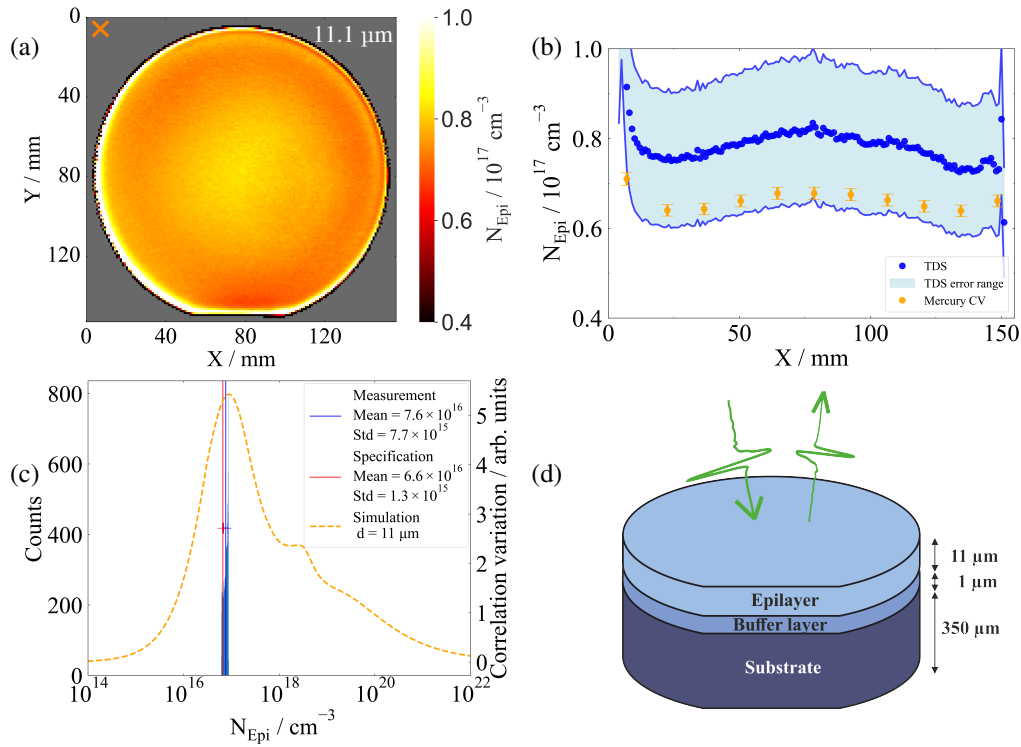 (a)
11.1 µm
0
40
80
120
Y / mm
0
40
80
120
X / mm
1.0
0.8
0.6
0.4
N_Epi / 10^17 cm^−3
(b)
1.0
0.8
0.6
0.4
N_Epi / 10^17 cm^−3
0
50
100
150
X / mm
TDS
TDS error range
Mercury CV
(c)
800
600
400
200
0
Counts
10^14
10^16
10^18
10^20
10^22
N_Epi / cm^−3
5
4
3
2
1
0
Correlation variation / arb. units
Measurement
Mean = 7.6 × 10^16
Std = 7.7 × 10^15
Specification
Mean = 6.6 × 10^16
Std = 1.3 × 10^15
Simulation
d = 11 µm
(d)
11 µm
1 µm
350 µm
Epilayer
Buffer layer
Substrate